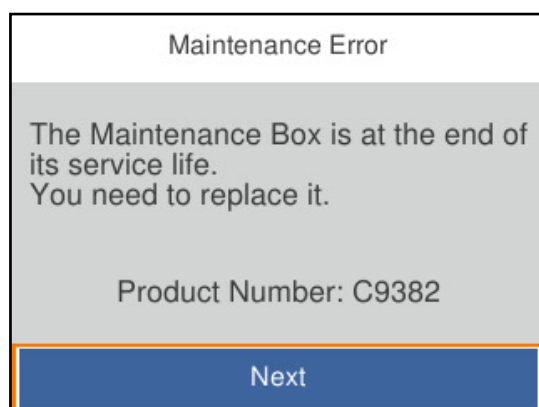 Maintenance Error
The Maintenance Box is at the end of
its service life.
You need to replace it.
Product Number: C9382
Next